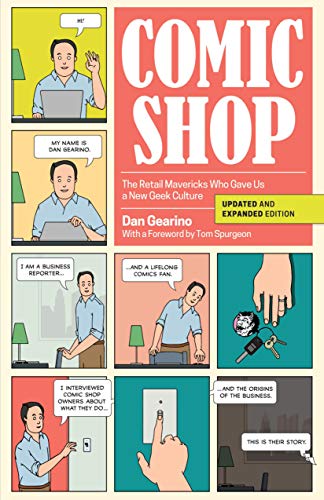 HI!
COMIC
SHOP
The Retail Mavericks Who Gave Us
a New Geek Culture
UPDATED AND
EXPANDED EDITION
Dan Gearino
With a Foreword by Tom Spurgeon
MY NAME IS
DAN GEARINO.
I AM A BUSINESS
REPORTER...
...AND A LIFELONG
COMICS FAN.
I INTERVIEWED
COMIC SHOP
OWNERS ABOUT
WHAT THEY DO...
...AND THE ORIGINS
OF THE BUSINESS.
THIS IS THEIR STORY.